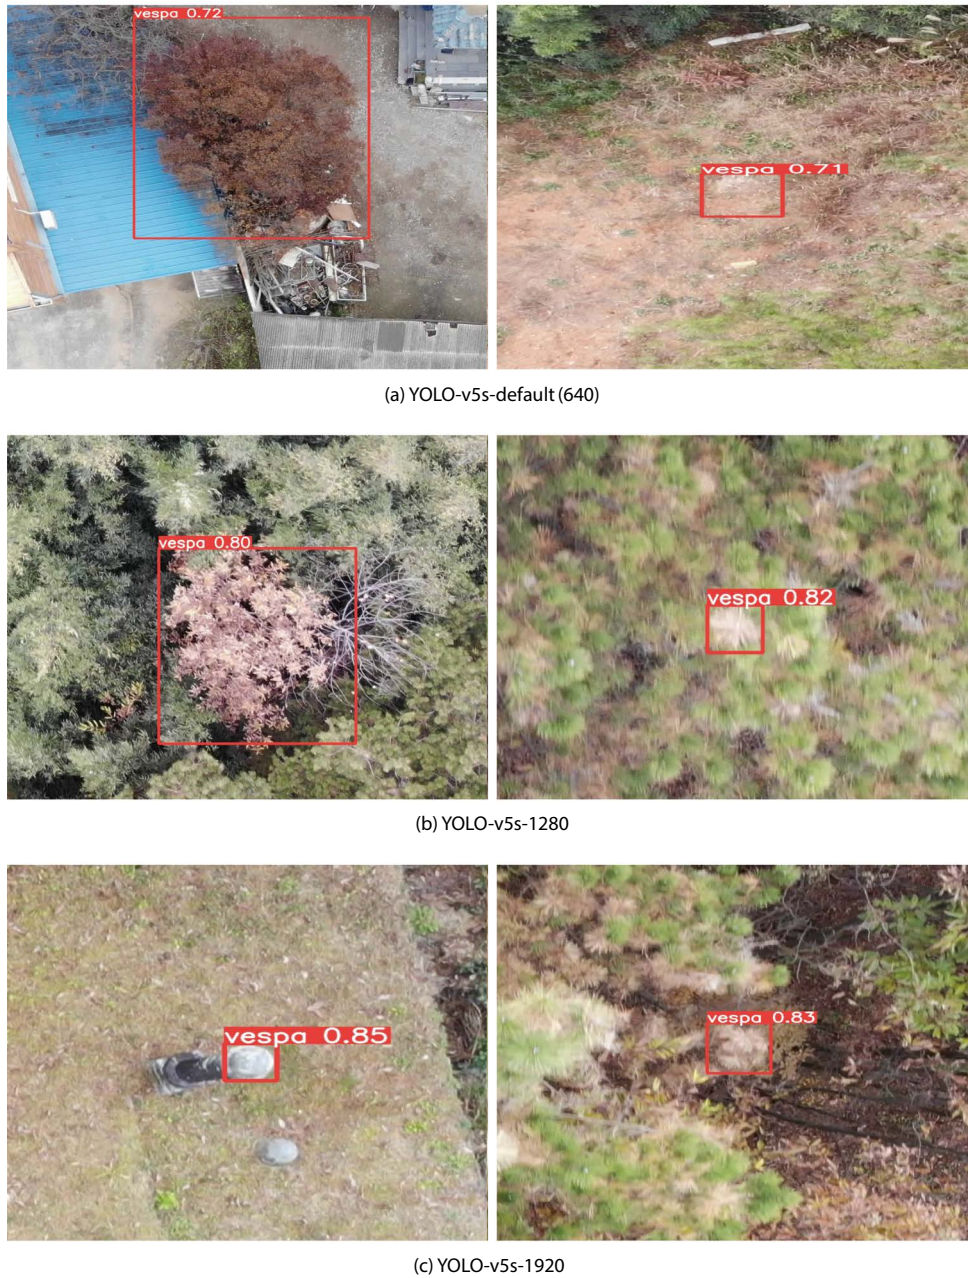 vespa 0.72
vespa 0.71
(a) YOLO-v5s-default (640)
vespa 0.80
vespa 0.82
(b) YOLO-v5s-1280
vespa 0.85
vespa 0.83
(c) YOLO-v5s-1920